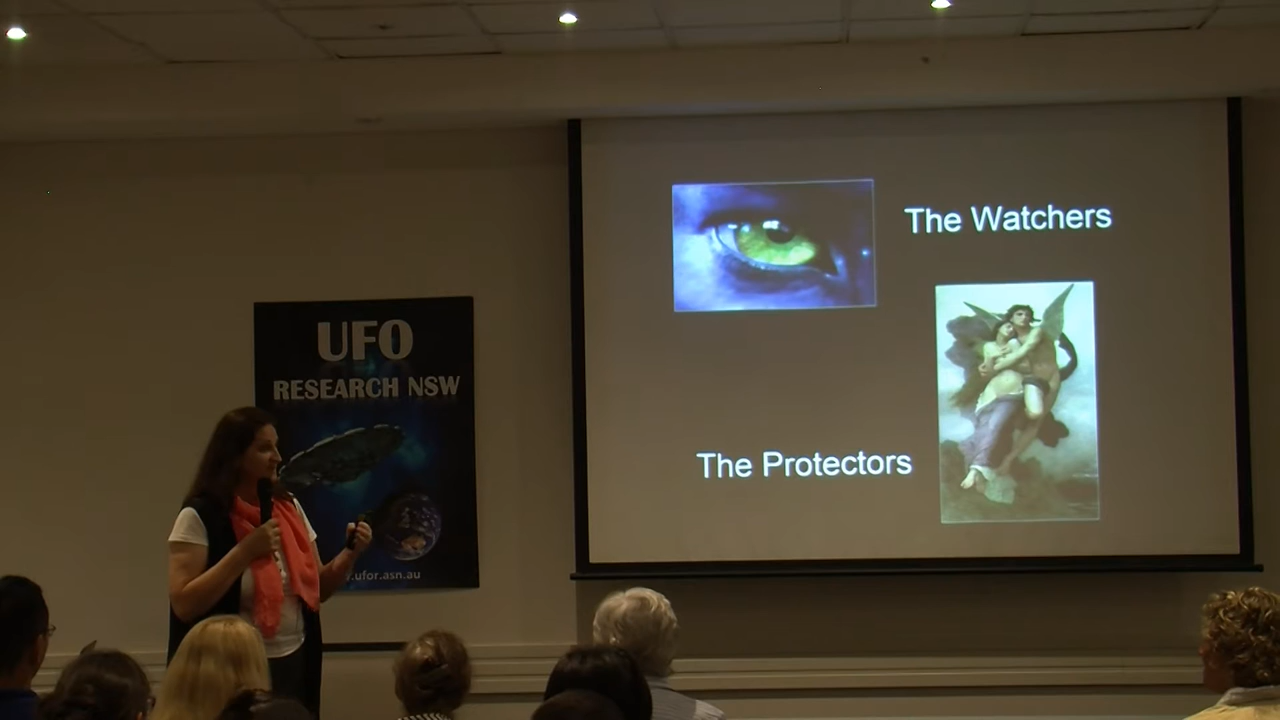 UFO
RESEARCH NSW
.ufor.asn.au
The Watchers
The Protectors